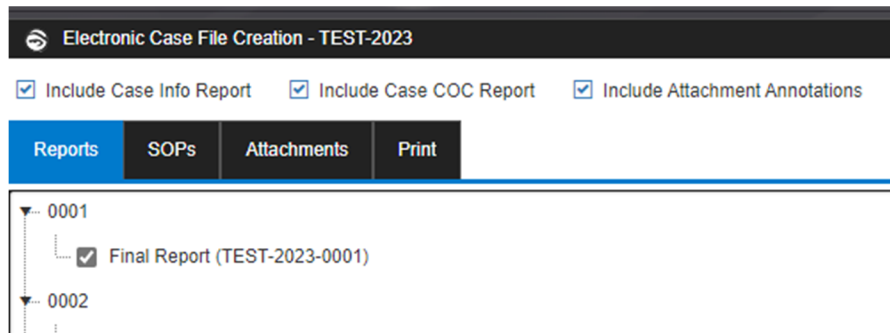 Electronic Case File Creation - TEST-2023
Include Case Info Report Include Case COC Report Include Attachment Annotations
Reports SOPs Attachments Print
0001
Final Report (TEST-2023-0001)
0002